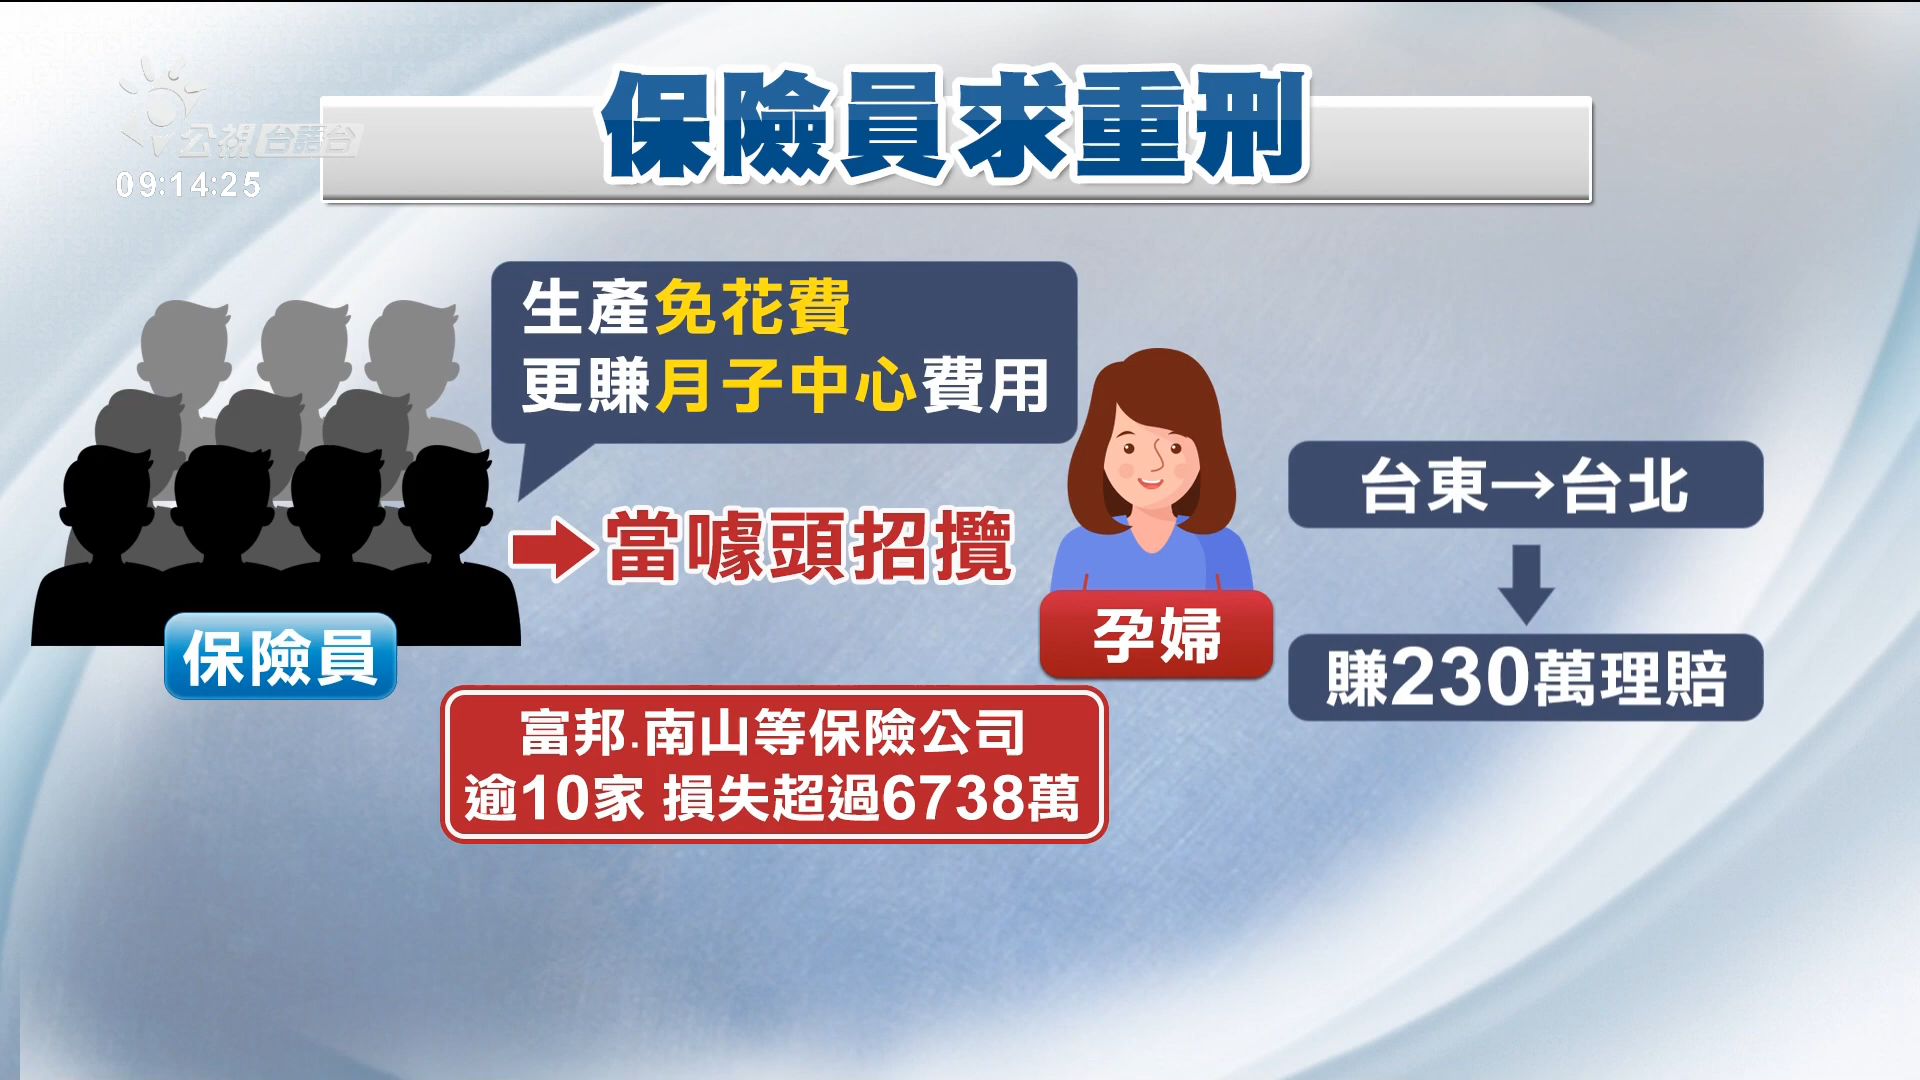 保險員求重刑
公視台語台
09:14:25
生產免花費
更賺月子中心費用
當噱頭招攬
保險員
孕婦
台東→台北
賺230萬理賠
富邦.南山等保險公司
逾10家 損失超過6738萬